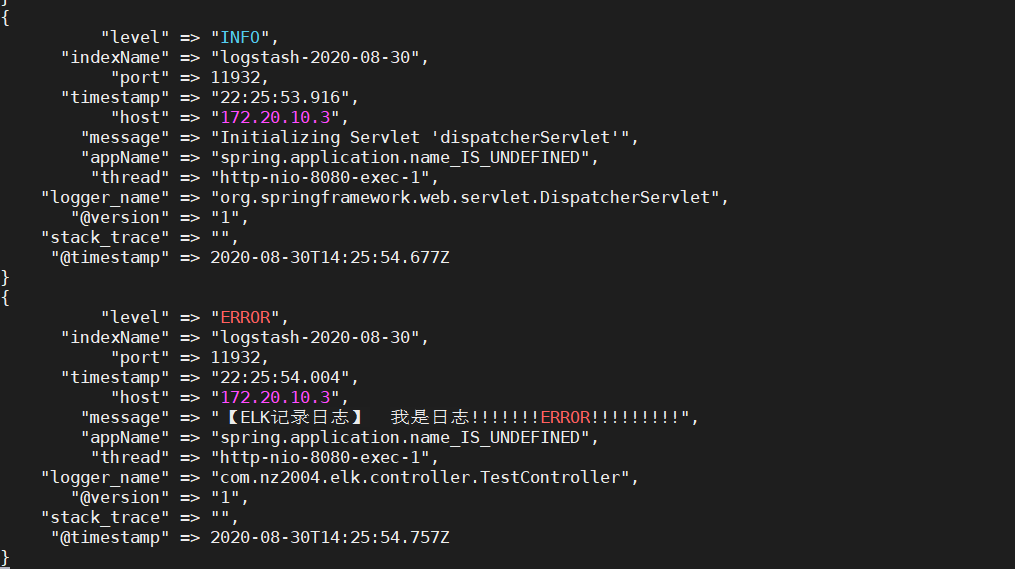 }
{
"level" => "INFO",
"indexName" => "logstash-2020-08-30",
"port" => 11932,
"timestamp" => "22:25:53.916",
"host" => "172.20.10.3",
"message" => "Initializing Servlet 'dispatcherServlet'",
"appName" => "spring.application.name_IS_UNDEFINED",
"thread" => "http-nio-8080-exec-1",
"logger_name" => "org.springframework.web.servlet.DispatcherServlet",
"@version" => "1",
"stack_trace" => "",
"@timestamp" => 2020-08-30T14:25:54.677Z
}
{
"level" => "ERROR",
"indexName" => "logstash-2020-08-30",
"port" => 11932,
"timestamp" => "22:25:54.004",
"host" => "172.20.10.3",
"message" => "【ELK记录日志】  我是日志!!!!!!!ERROR!!!!!!!!!",
"appName" => "spring.application.name_IS_UNDEFINED",
"thread" => "http-nio-8080-exec-1",
"logger_name" => "com.nz2004.elk.controller.TestController",
"@version" => "1",
"stack_trace" => "",
"@timestamp" => 2020-08-30T14:25:54.757Z
}